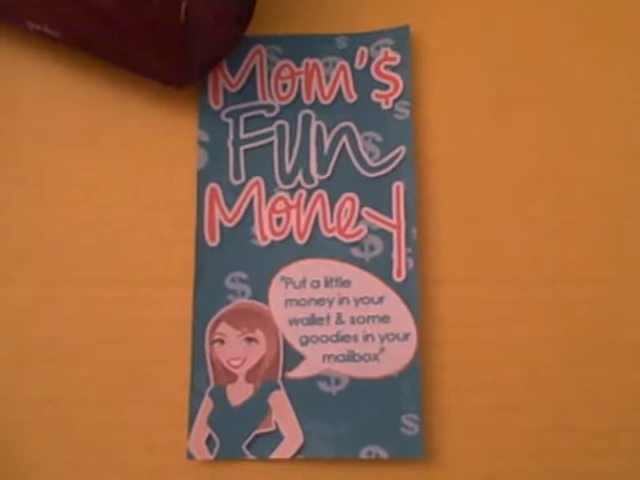 Mom'$
Fun
Money
"Put a little
money in your
wallet & some
goodies in your
mailbox"